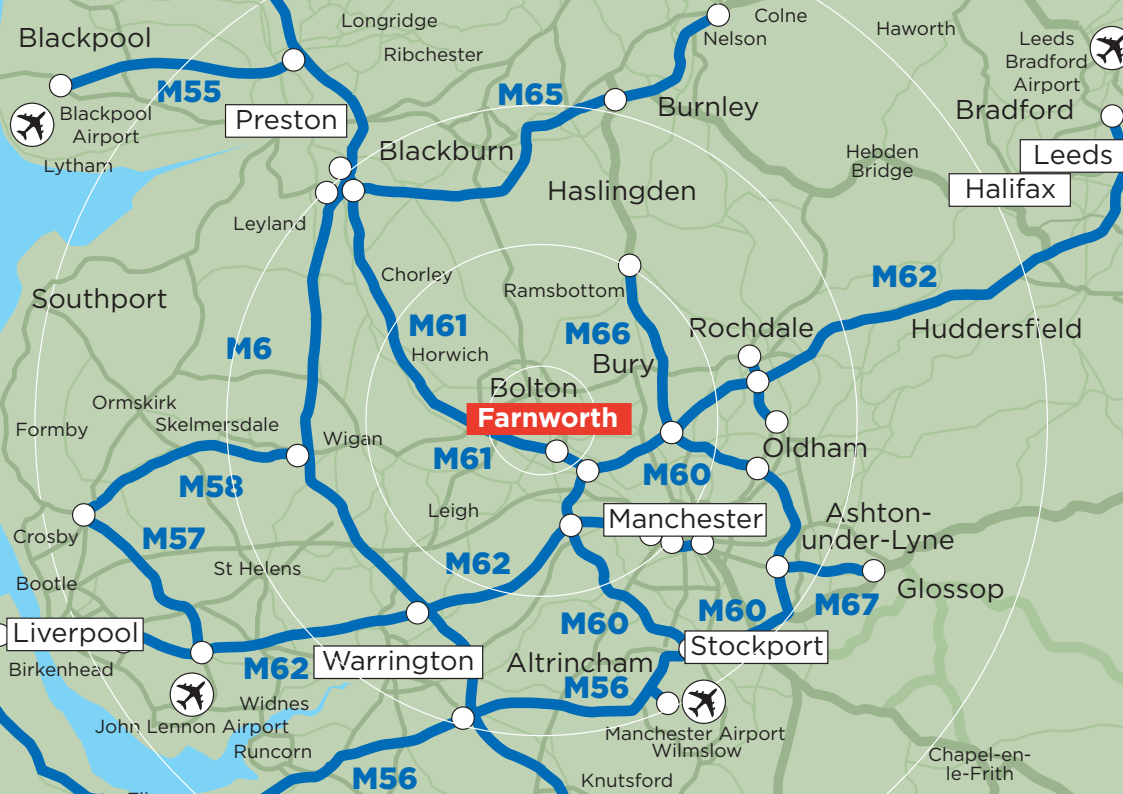 Longridge
Colne
Nelson
Haworth
Blackpool
Ribchester
Leeds
Bradford
Airport
M55
M65
Burnley
Bradford
Blackpool
Airport
Preston
Blackburn
Hebden
Bridge
Leeds
Lytham
Haslingden
Halifax
Leyland
Chorley
M62
Southport
Ramsbottom
M61
M66
Rochdale
Huddersfield
M6
Horwich
Bury
Bolton
Ormskirk
Farnworth
Formby
Skelmersdale
Wigan
Oldham
M61
M60
M58
Leigh
Manchester
Ashton-
under-Lyne
Crosby
M57
St Helens
M62
Bootle
Glossop
M60
M60
M67
Liverpool
Stockport
Birkenhead
M62
Warrington
Altrincham
M56
Widnes
John Lennon Airport
Manchester Airport
Wilmslow
Runcorn
Chapel-en-
le-Frith
M56
Knutsford